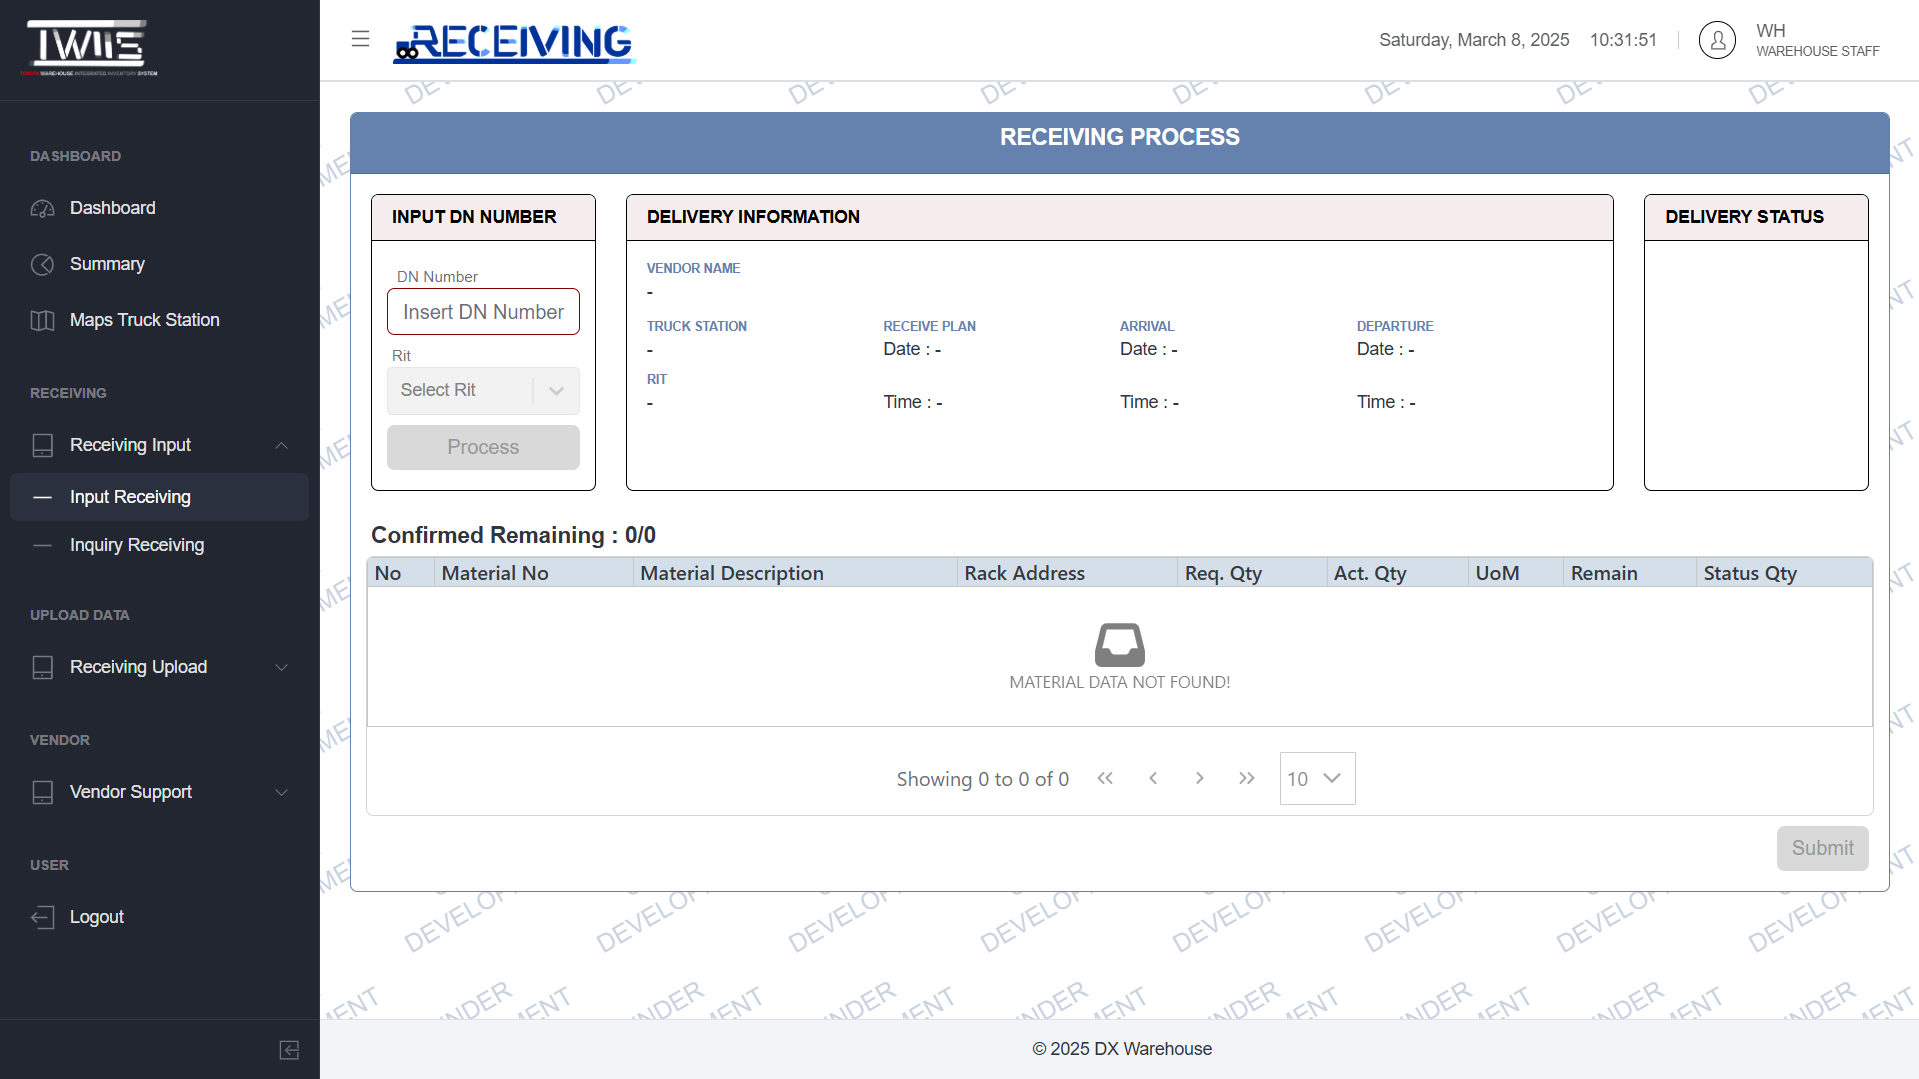 TWIIS
TOYOTA WAREHOUSE INTEGRATED INVENTORY SYSTEM
RECEIVING
Saturday, March 8, 2025 10:31:51
WH
WAREHOUSE STAFF
DASHBOARD
Dashboard
Summary
Maps Truck Station
RECEIVING
Receiving Input
Input Receiving
Inquiry Receiving
UPLOAD DATA
Receiving Upload
VENDOR
Vendor Support
USER
Logout
RECEIVING PROCESS
INPUT DN NUMBER
DN Number
Insert DN Number
Rit
Select Rit
Process
DELIVERY INFORMATION
VENDOR NAME
-
TRUCK STATION RECEIVE PLAN ARRIVAL DEPARTURE
- Date : - Date : - Date : -
RIT
- Time : - Time : - Time : -
DELIVERY STATUS
Confirmed Remaining : 0/0
No Material No Material Description Rack Address Req. Qty Act. Qty UoM Remain Status Qty
MATERIAL DATA NOT FOUND!
Showing 0 to 0 of 0 10
Submit
© 2025 DX Warehouse